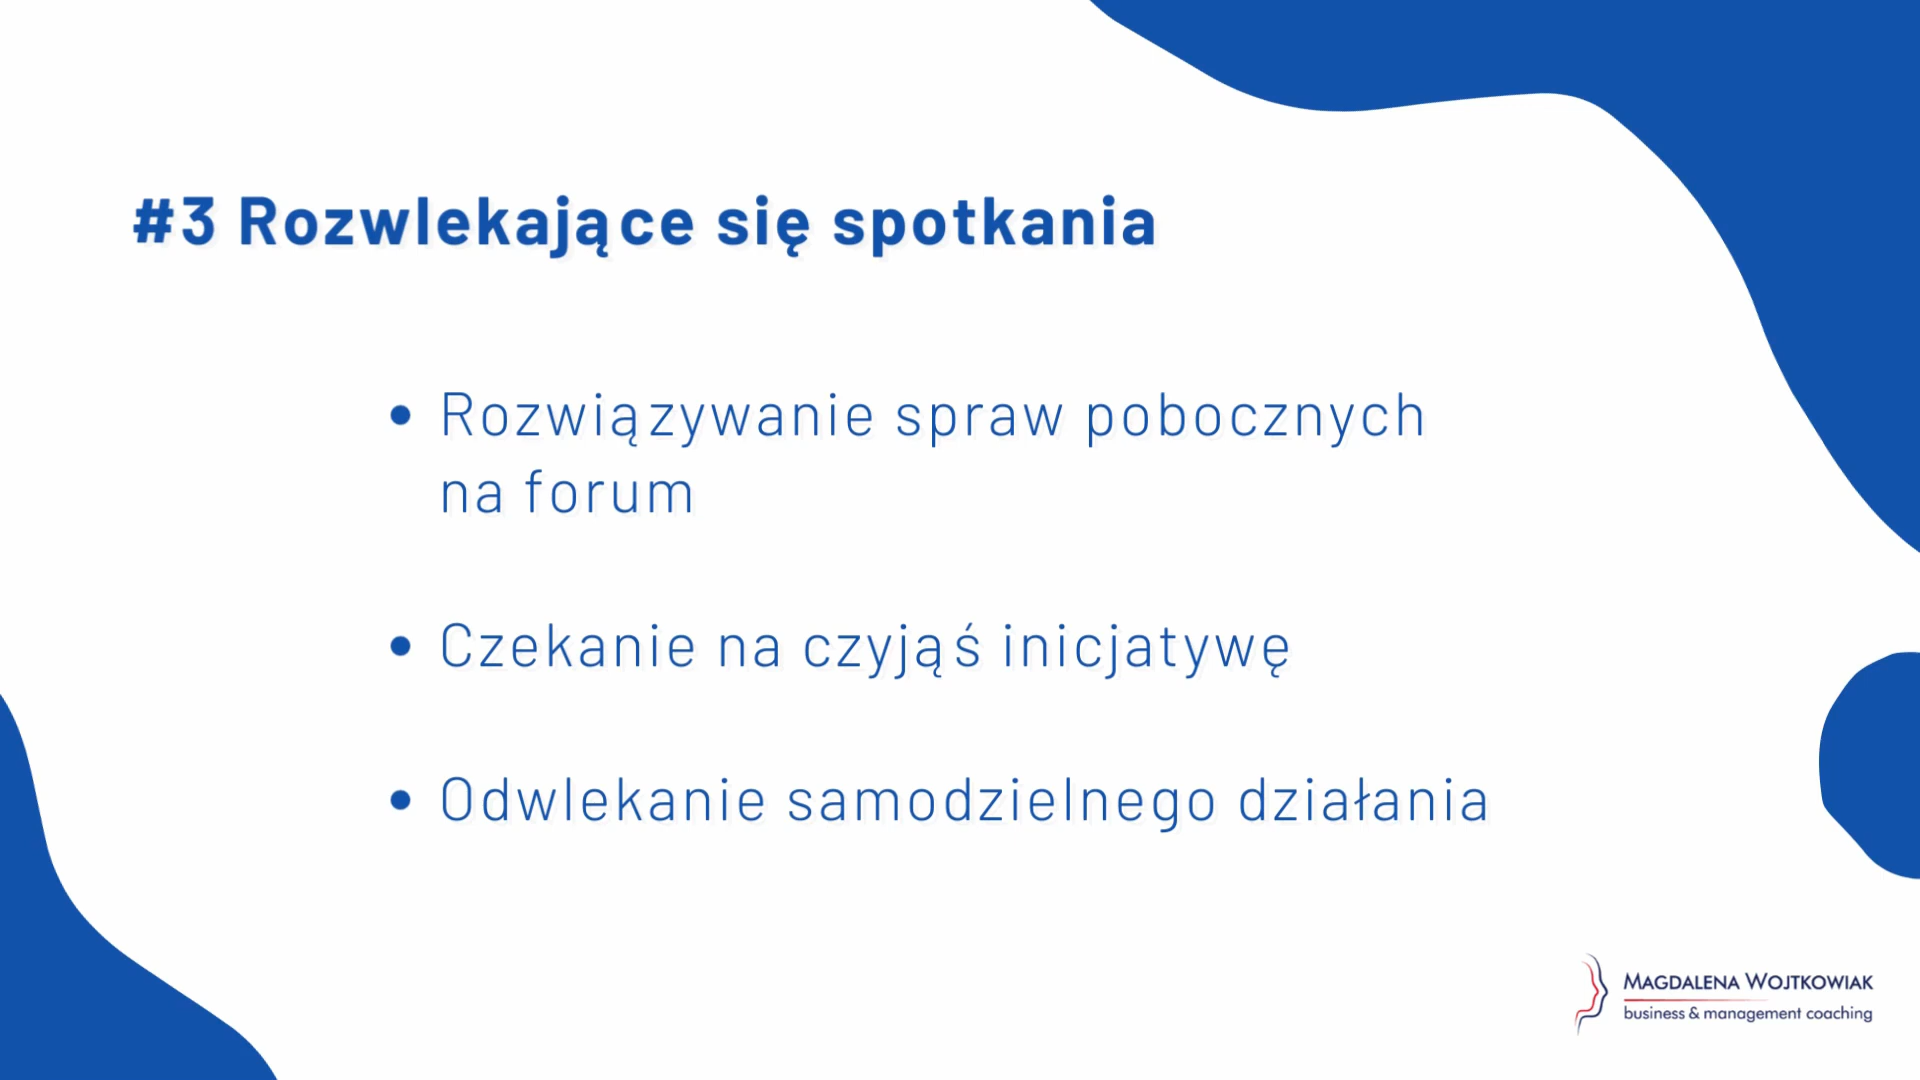 #3 Rozwlekające się spotkania
• Rozwiązywanie spraw pobocznych
na forum
• Czekanie na czyjąś inicjatywę
• Odwlekanie samodzielnego działania
MAGDALENA WOJTKOWIAK
business & management coaching